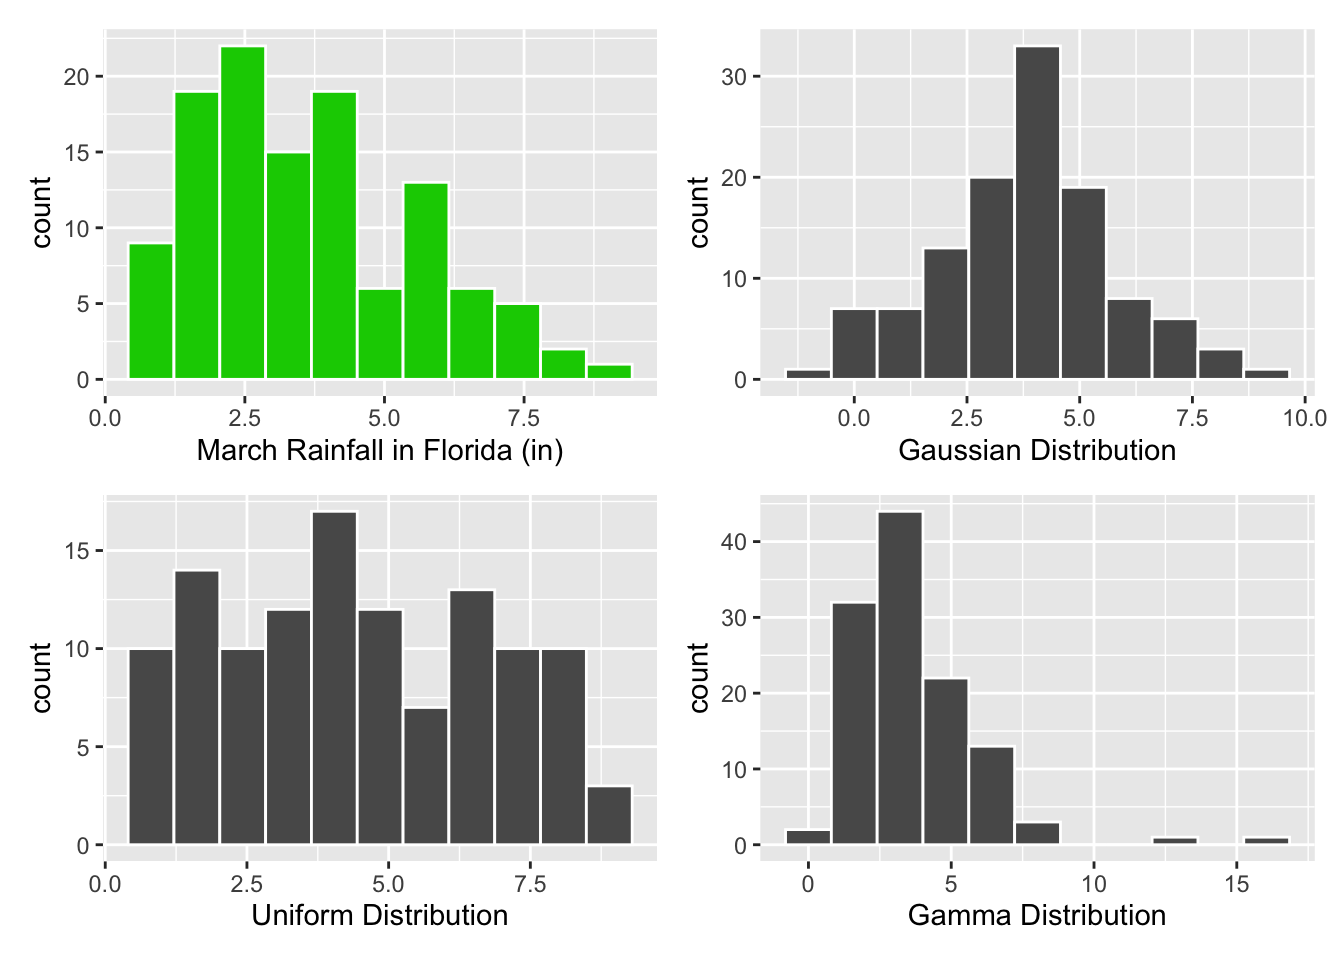 count
20
15
10
5
0
0.0 2.5 5.0 7.5
March Rainfall in Florida (in)
count
30
20
10
0
0.0 2.5 5.0 7.5 10.0
Gaussian Distribution
count
15
10
5
0
0.0 2.5 5.0 7.5
Uniform Distribution
count
40
30
20
10
0
0 5 10 15
Gamma Distribution